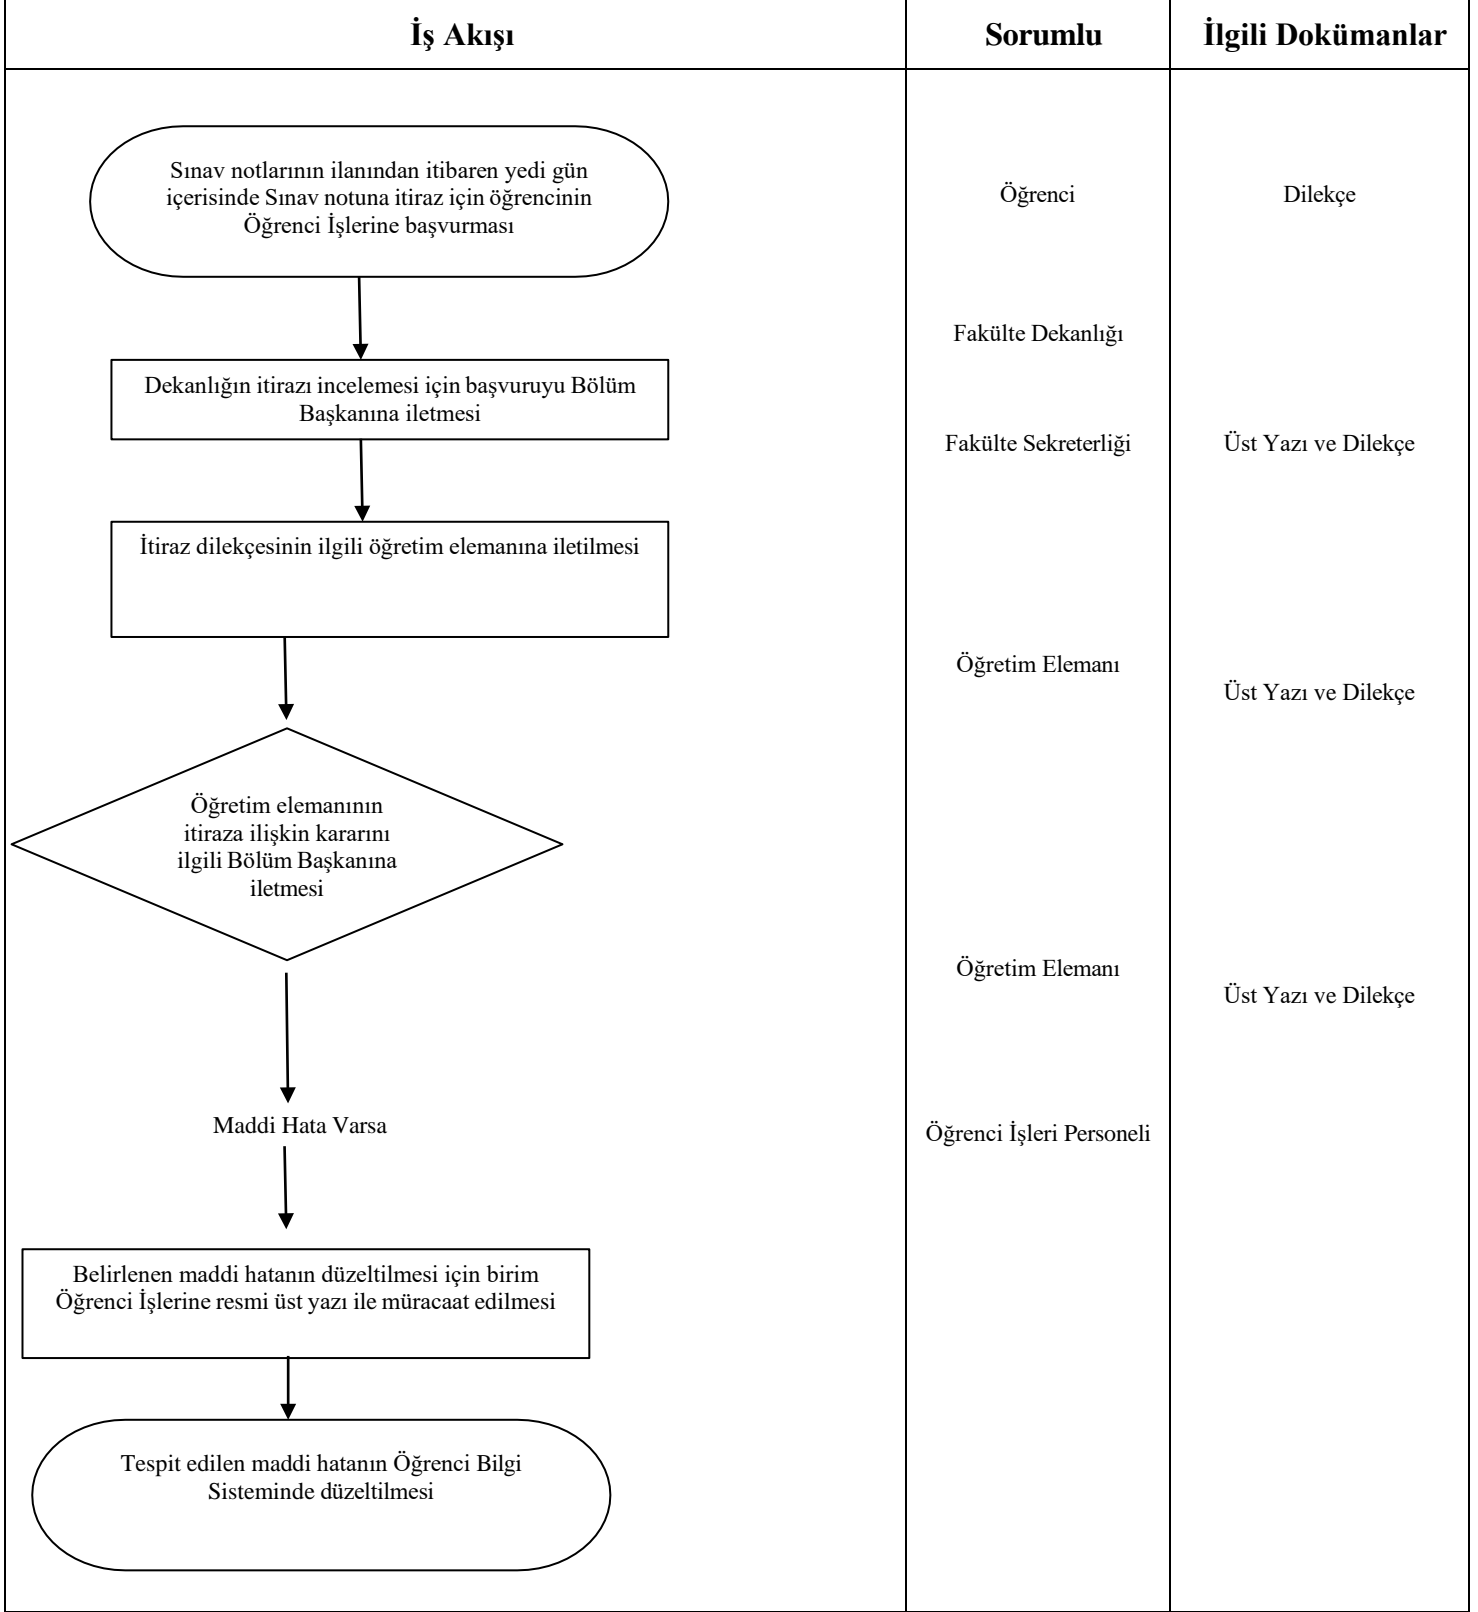 İş Akışı
Sorumlu
İlgili Dokümanlar
Sınav notlarının ilanından itibaren yedi gün
içerisinde Sınav notuna itiraz için öğrencinin
Öğrenci İşlerine başvurması
Öğrenci
Dilekçe
Fakülte Dekanlığı
Dekanlığın itirazı incelemesi için başvuruyu Bölüm
Başkanına iletmesi
Fakülte Sekreterliği
Üst Yazı ve Dilekçe
İtiraz dilekçesinin ilgili öğretim elemanına iletilmesi
Öğretim Elemanı
Üst Yazı ve Dilekçe
Öğretim elemanının
itiraza ilişkin kararını
ilgili Bölüm Başkanına
iletmesi
Öğretim Elemanı
Üst Yazı ve Dilekçe
Maddi Hata Varsa
Öğrenci İşleri Personeli
Belirlenen maddi hatanın düzeltilmesi için birim
Öğrenci İşlerine resmi üst yazı ile müracaat edilmesi
Tespit edilen maddi hatanın Öğrenci Bilgi
Sisteminde düzeltilmesi